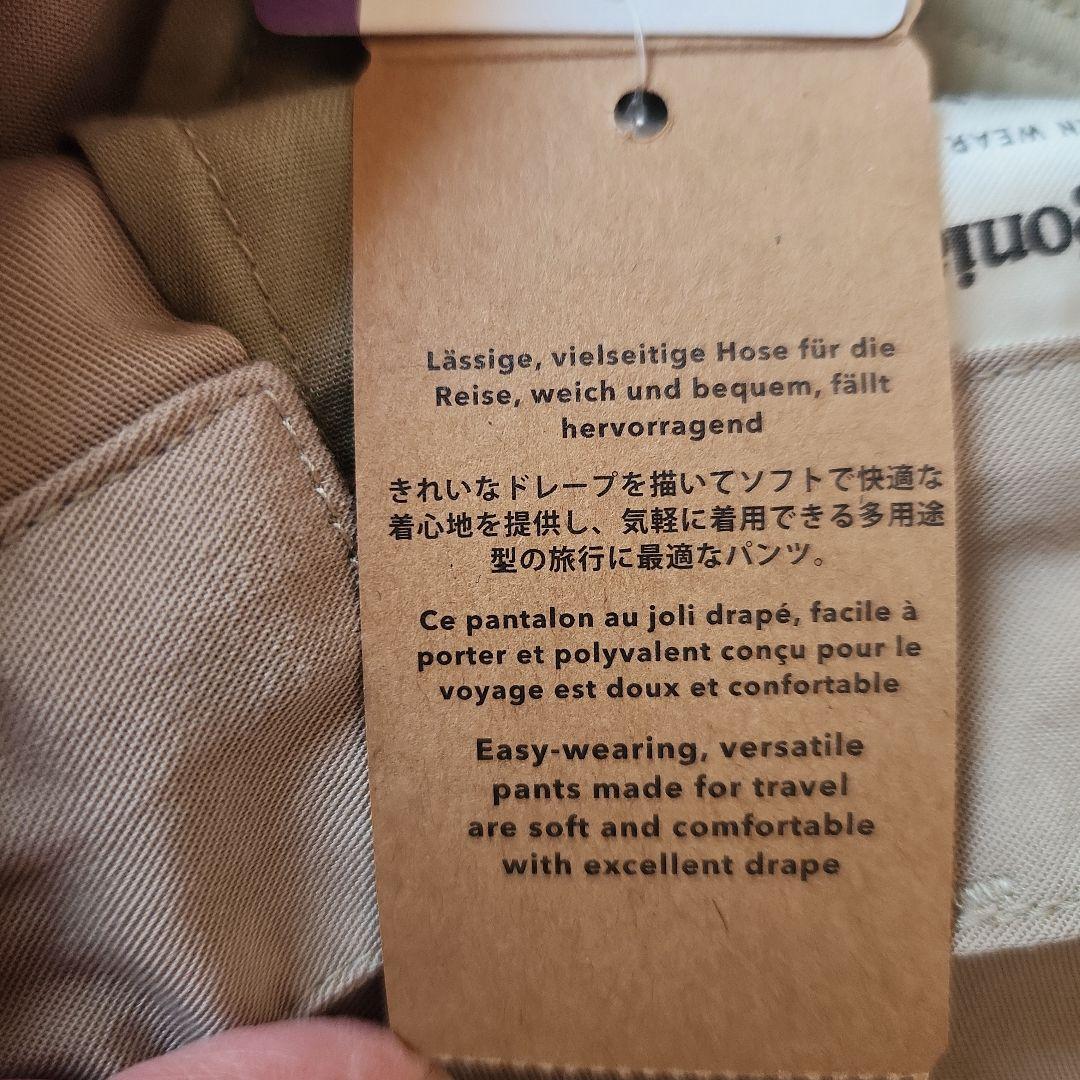 Lässige, vielseitige Hose für die
Reise, weich und bequem, fällt
hervorragend
きれいなドレープを描いてソフトで快適な
着心地を提供し、気軽に着用できる多用途
型の旅行に最適なパンツ。
Ce pantalon au joli drapé, facile à
porter et polyvalent conçu pour le
voyage est doux et confortable
Easy-wearing, versatile
pants made for travel
are soft and comfortable
with excellent drape
WEAR